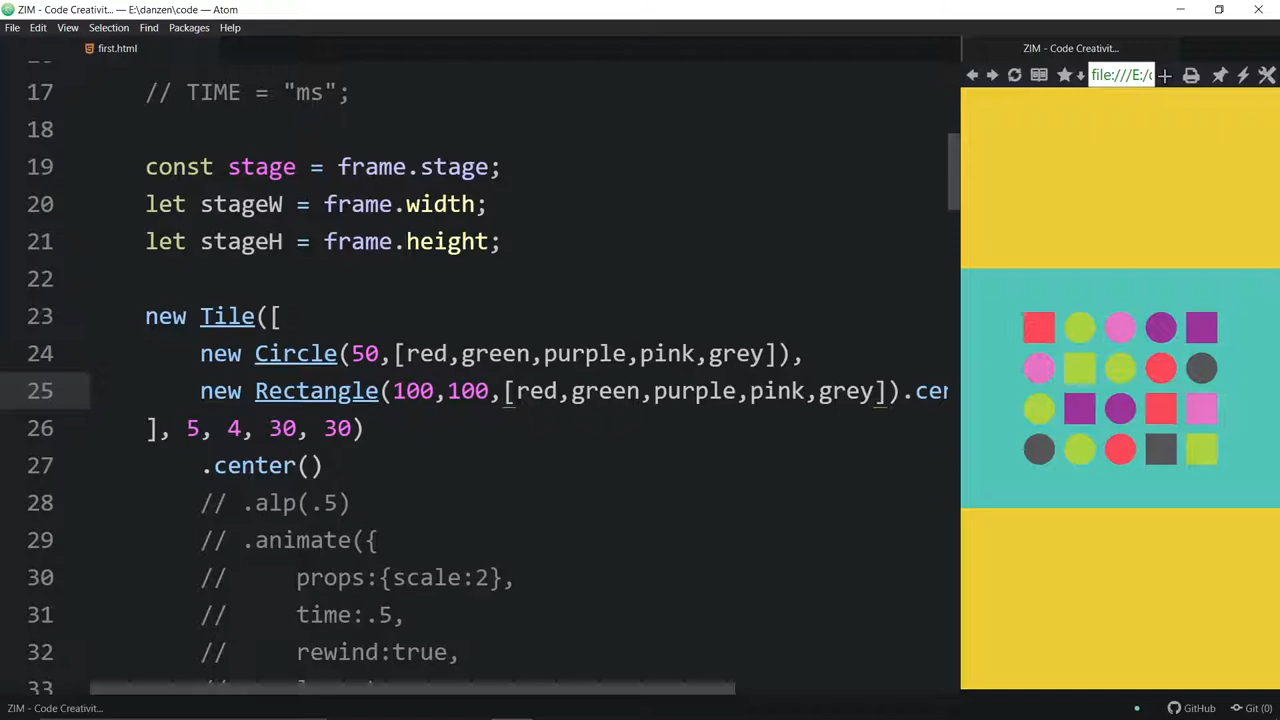 ZIM - Code Creativit... — E:\danzen\code — Atom
File Edit View Selection Find Packages Help
first.html
ZIM - Code Creativit...
file:///E:/c
17 // TIME = "ms";
18
19 const stage = frame.stage;
20 let stageW = frame.width;
21 let stageH = frame.height;
22
23 new Tile([
24 new Circle(50,[red,green,purple,pink,grey]),
25 new Rectangle(100,100,[red,green,purple,pink,grey]).cen
26 ], 5, 4, 30, 30)
27 .center()
28 // .alp(.5)
29 // .animate({
30 // props:{scale:2},
31 // time:.5,
32 // rewind:true,
33
ZIM - Code Creativit...
GitHub Git (0)